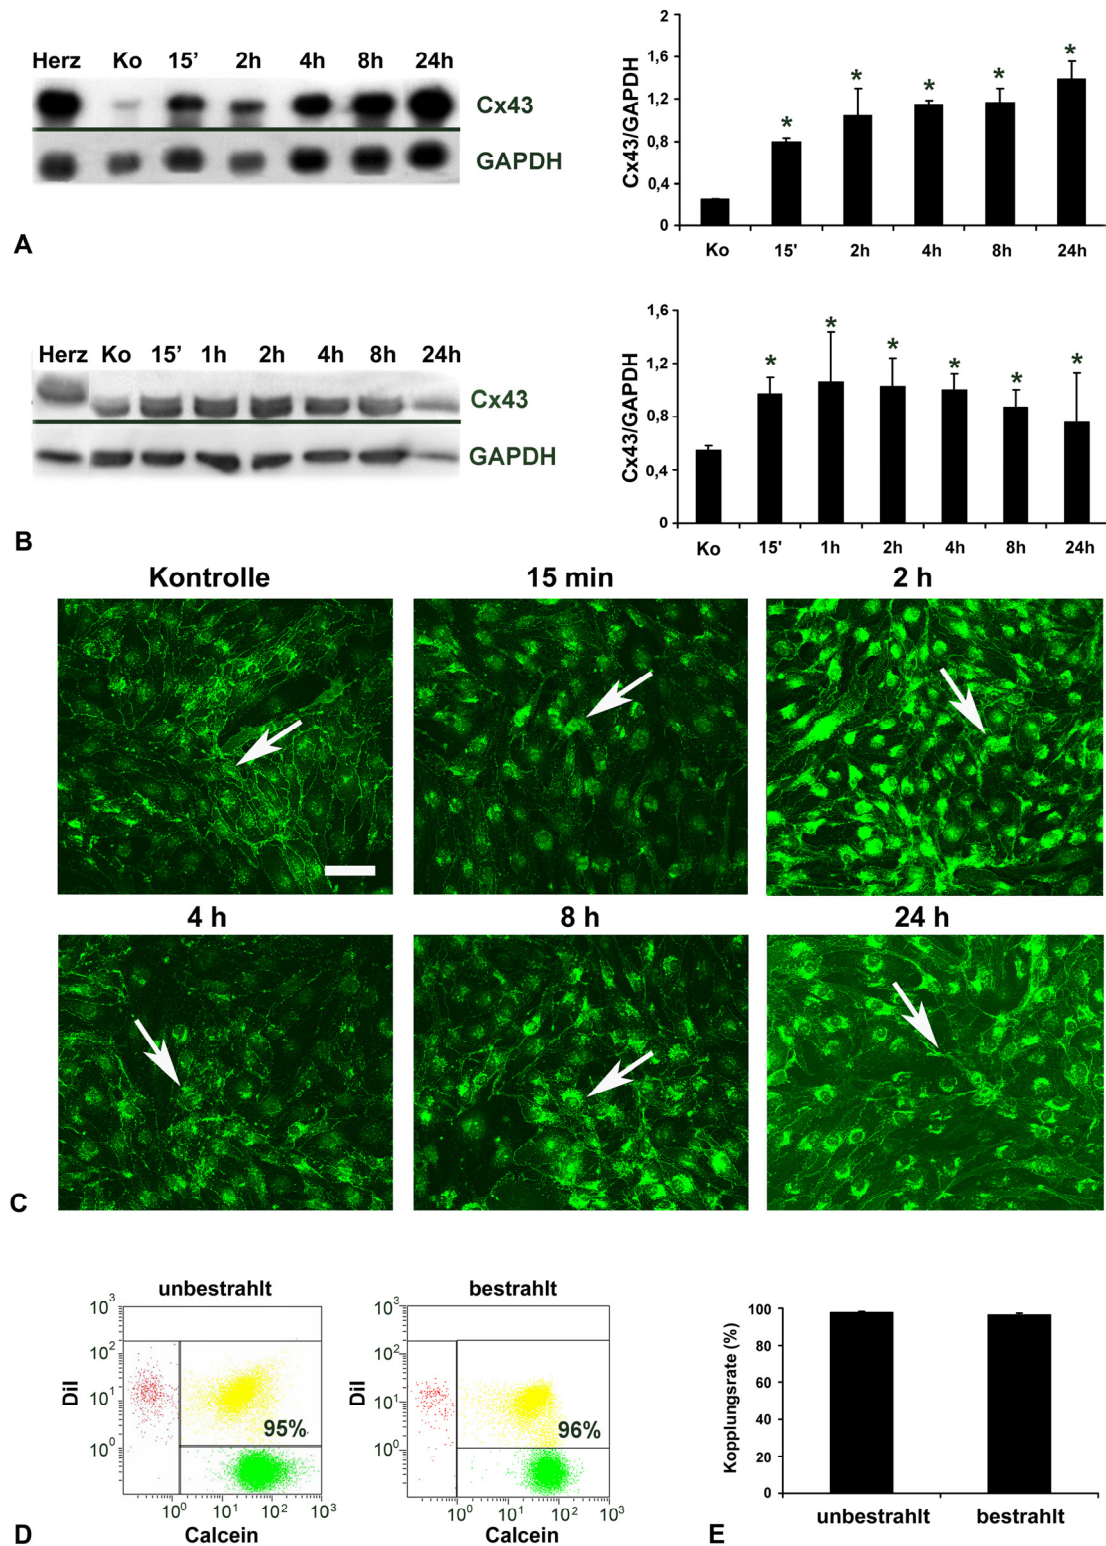 Herz Ko 15’ 2h 4h 8h 24h
Cx43
GAPDH
A
Cx43/GAPDH
2
1,6
1,2
0,8
0,4
0
* * * * *
Ko 15' 2h 4h 8h 24h
Herz Ko 15’ 1h 2h 4h 8h 24h
Cx43
GAPDH
B
Cx43/GAPDH
1,6
1,2
0,8
0,4
0
* * * * * *
Ko 15' 1h 2h 4h 8h 24h
Kontrolle 15 min 2 h
4 h 8 h 24 h
C
unbestrahlt
DiI
10³
10²
10¹
10⁰
95%
10⁰ 10¹ 10² 10³
Calcein
D
bestrahlt
DiI
10³
10²
10¹
10⁰
96%
10⁰ 10¹ 10² 10³
Calcein
Kopplungsrate (%)
100
80
60
40
20
0
unbestrahlt bestrahlt
E